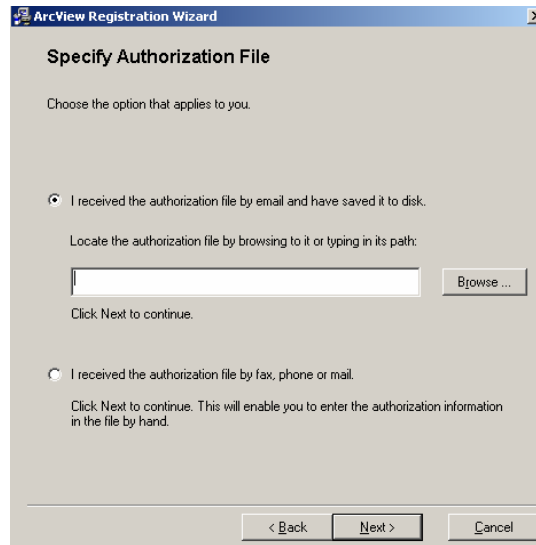 ArcView Registration Wizard
Specify Authorization File
Choose the option that applies to you.
I received the authorization file by email and have saved it to disk.
Locate the authorization file by browsing to it or typing in its path:
Browse ...
Click Next to continue.
I received the authorization file by fax, phone or mail.
Click Next to continue. This will enable you to enter the authorization information
in the file by hand.
< Back Next > Cancel